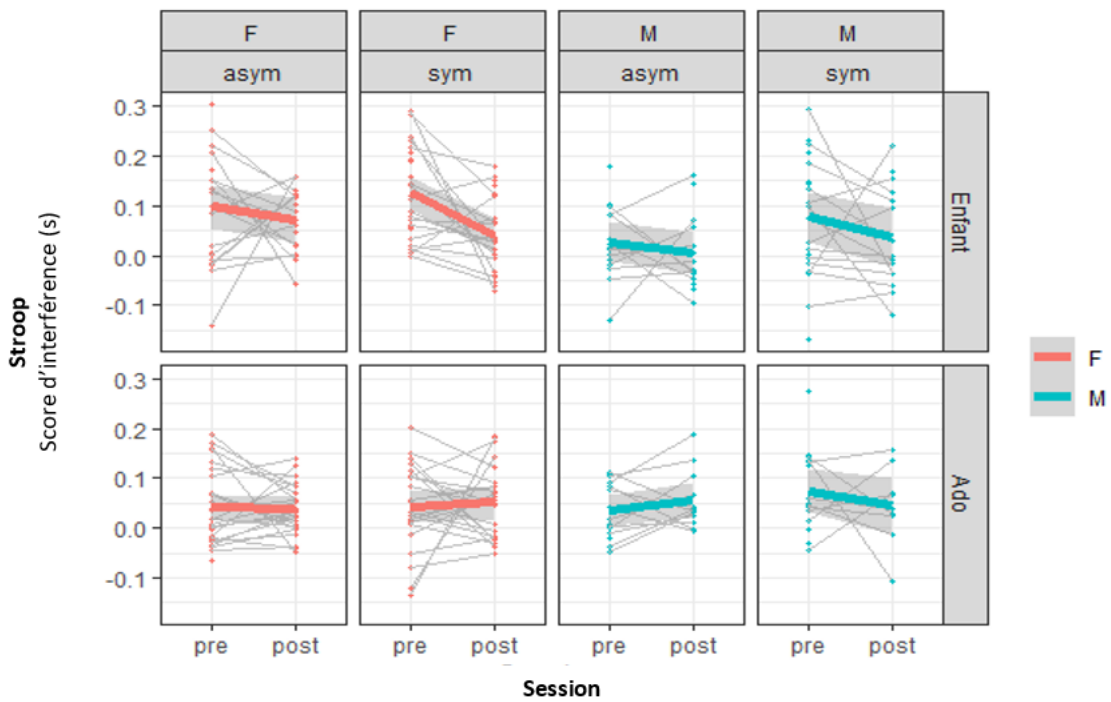 F F M M
asym sym asym sym
0.3
0.2
0.1
0.0
-0.1
Enfant
0.3
0.2
0.1
0.0
-0.1
Ado
Stroop
Score d'interférence (s)
pre post pre post pre post pre post
Session
F
M